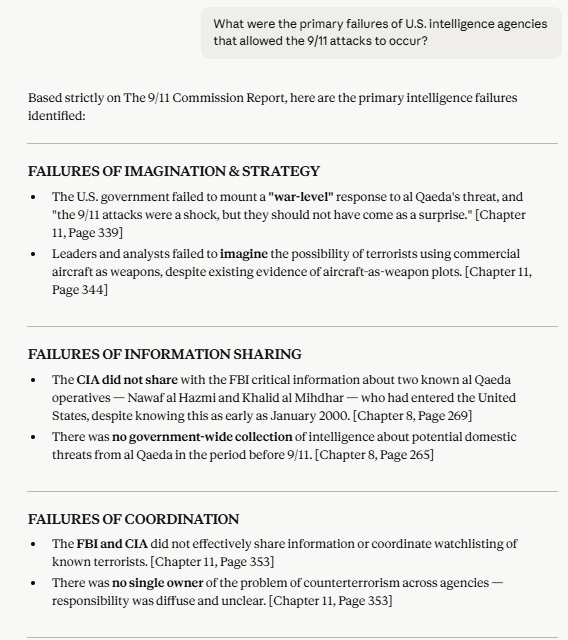 What were the primary failures of U.S. intelligence agencies
that allowed the 9/11 attacks to occur?
Based strictly on The 9/11 Commission Report, here are the primary intelligence failures
identified:
FAILURES OF IMAGINATION & STRATEGY
• The U.S. government failed to mount a "war-level" response to al Qaeda's threat, and
"the 9/11 attacks were a shock, but they should not have come as a surprise." [Chapter
11, Page 339]
• Leaders and analysts failed to imagine the possibility of terrorists using commercial
aircraft as weapons, despite existing evidence of aircraft-as-weapon plots. [Chapter 11,
Page 344]
FAILURES OF INFORMATION SHARING
• The CIA did not share with the FBI critical information about two known al Qaeda
operatives — Nawaf al Hazmi and Khalid al Mihdhar — who had entered the United
States, despite knowing this as early as January 2000. [Chapter 8, Page 269]
• There was no government-wide collection of intelligence about potential domestic
threats from al Qaeda in the period before 9/11. [Chapter 8, Page 265]
FAILURES OF COORDINATION
• The FBI and CIA did not effectively share information or coordinate watchlisting of
known terrorists. [Chapter 11, Page 353]
• There was no single owner of the problem of counterterrorism across agencies —
responsibility was diffuse and unclear. [Chapter 11, Page 353]